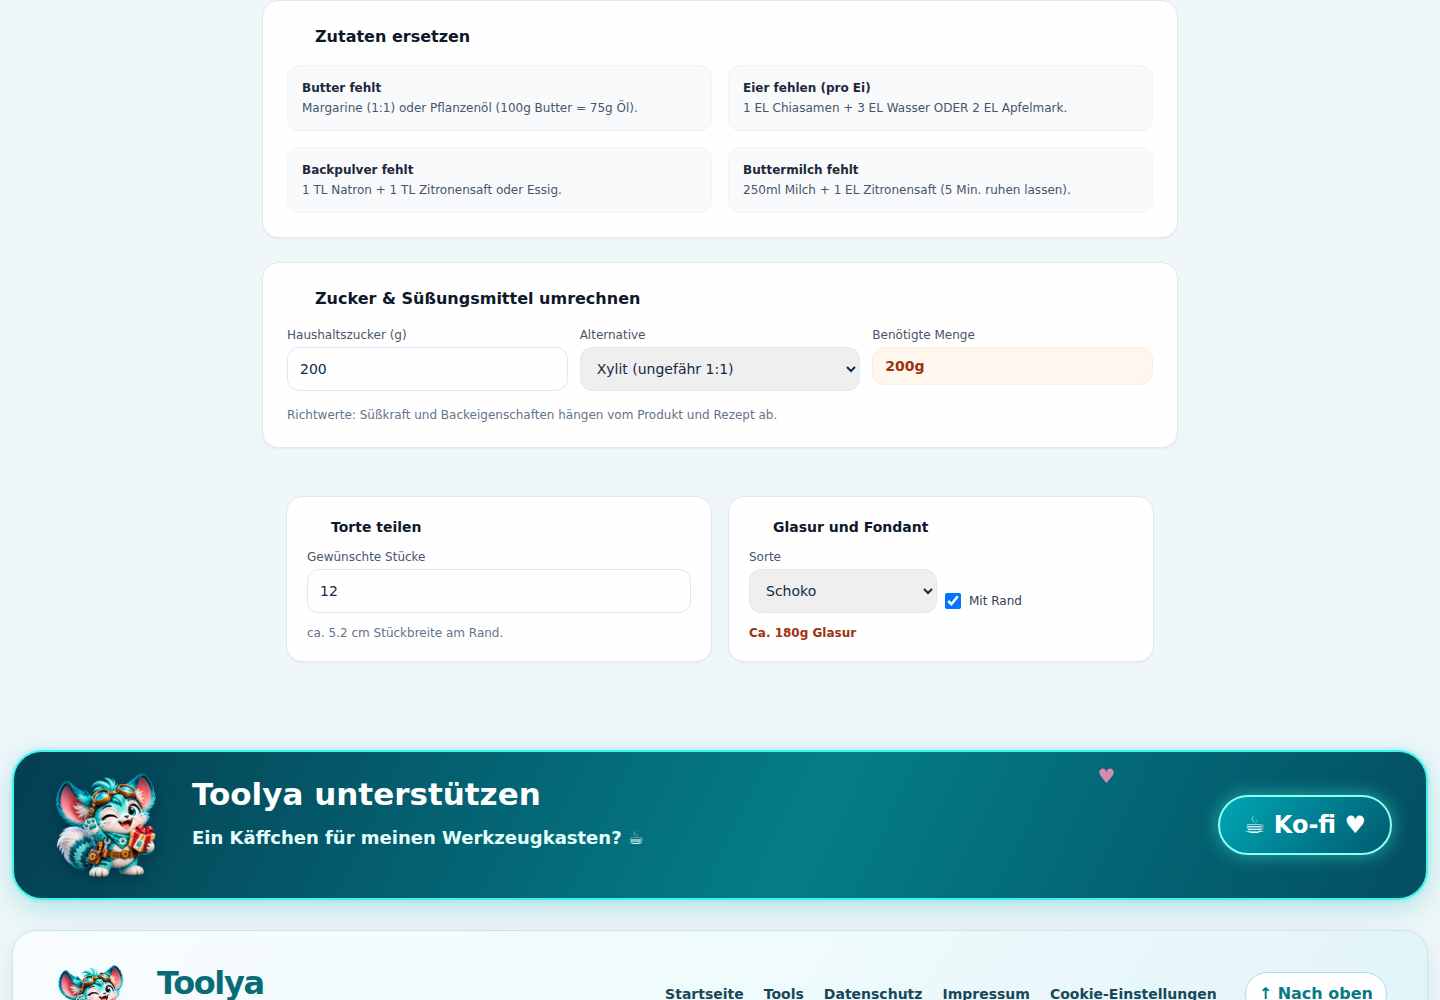 Zutaten ersetzen
Butter fehlt
Margarine (1:1) oder Pflanzenöl (100g Butter = 75g Öl).
Eier fehlen (pro Ei)
1 EL Chiasamen + 3 EL Wasser ODER 2 EL Apfelmark.
Backpulver fehlt
1 TL Natron + 1 TL Zitronensaft oder Essig.
Buttermilch fehlt
250ml Milch + 1 EL Zitronensaft (5 Min. ruhen lassen).
Zucker & Süßungsmittel umrechnen
Haushaltszucker (g)
200
Alternative
Xylit (ungefähr 1:1)
Benötigte Menge
200g
Richtwerte: Süßkraft und Backeigenschaften hängen vom Produkt und Rezept ab.
Torte teilen
Gewünschte Stücke
12
ca. 5.2 cm Stückbreite am Rand.
Glasur und Fondant
Sorte
Schoko
Mit Rand
Ca. 180g Glasur
Toolya unterstützen
Ein Käffchen für meinen Werkzeugkasten? ☕
☕ Ko-fi ♥
Toolya
Startseite Tools Datenschutz Impressum Cookie-Einstellungen
↑ Nach oben